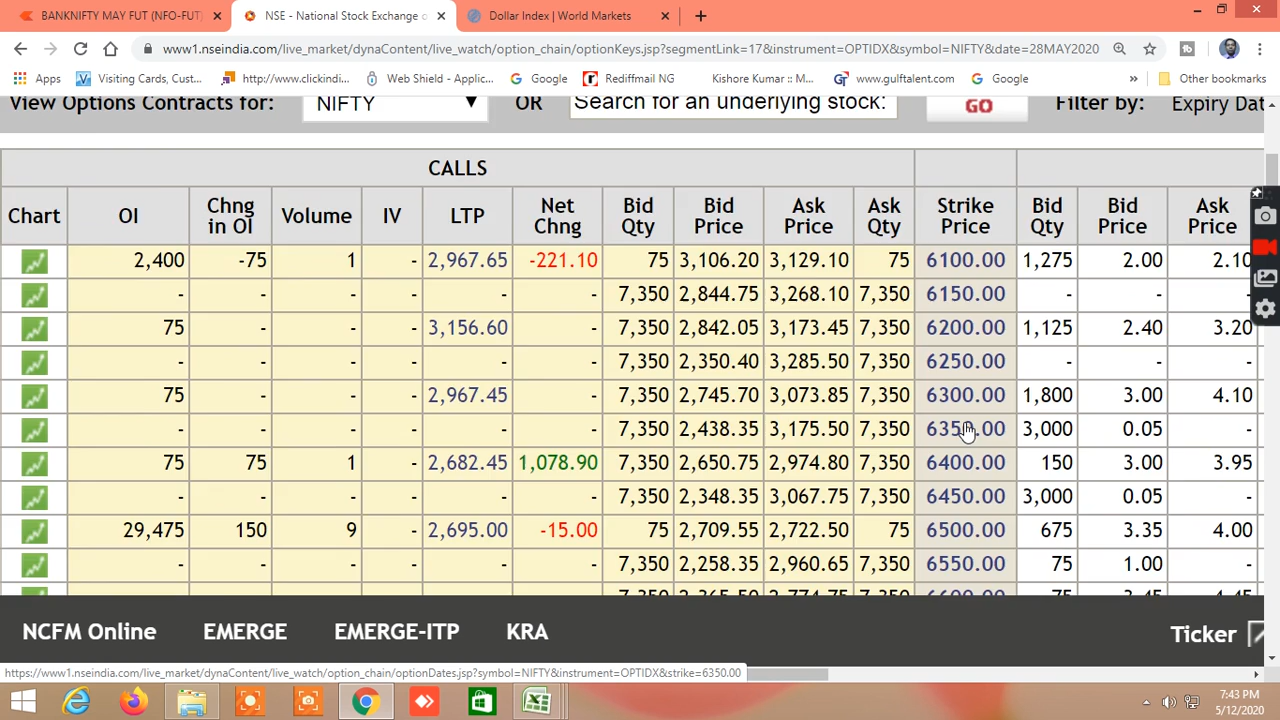 BANKNIFTY MAY FUT (NFO-FUT) × NSE - National Stock Exchange o × Dollar Index | World Markets × +
www1.nseindia.com/live_market/dynaContent/live_watch/option_chain/optionKeys.jsp?segmentLink=17&instrument=OPTIDX&symbol=NIFTY&date=28MAY2020
Apps Visiting Cards, Cust... http://www.clickindi... Web Shield - Applic... Google Rediffmail NG Ishore Kumar :: M... www.gulftalent.com Google » Other bookmarks
View Options Contracts for: NIFTY OR Search for an underlying stock: GO Filter by: Expiry Dat
CALLS
Chart OI Chng in OI Volume IV LTP Net Chng Bid Qty Bid Price Ask Price Ask Qty Strike Price Bid Qty Bid Price Ask Price
2,400 -75 1 - 2,967.65 -221.10 75 3,106.20 3,129.10 75 6100.00 1,275 2.00 2.10
- - - - - - 7,350 2,844.75 3,268.10 7,350 6150.00 - - -
75 - - - 3,156.60 - 7,350 2,842.05 3,173.45 7,350 6200.00 1,125 2.40 3.20
- - - - - - 7,350 2,350.40 3,285.50 7,350 6250.00 - - -
75 - - - 2,967.45 - 7,350 2,745.70 3,073.85 7,350 6300.00 1,800 3.00 4.10
- - - - - - 7,350 2,438.35 3,175.50 7,350 6350.00 3,000 0.05 -
75 75 1 - 2,682.45 1,078.90 7,350 2,650.75 2,974.80 7,350 6400.00 150 3.00 3.95
- - - - - - 7,350 2,348.35 3,067.75 7,350 6450.00 3,000 0.05 -
29,475 150 9 - 2,695.00 -15.00 75 2,709.55 2,722.50 75 6500.00 675 3.35 4.00
- - - - - - 7,350 2,258.35 2,960.65 7,350 6550.00 75 1.00 -
NCFM Online EMERGE EMERGE-ITP KRA Ticker
https://www1.nseindia.com/live_market/dynaContent/live_watch/option_chain/optionDates.jsp?symbol=NIFTY&instrument=OPTIDX&strike=6350.00
7:43 PM
5/12/2020